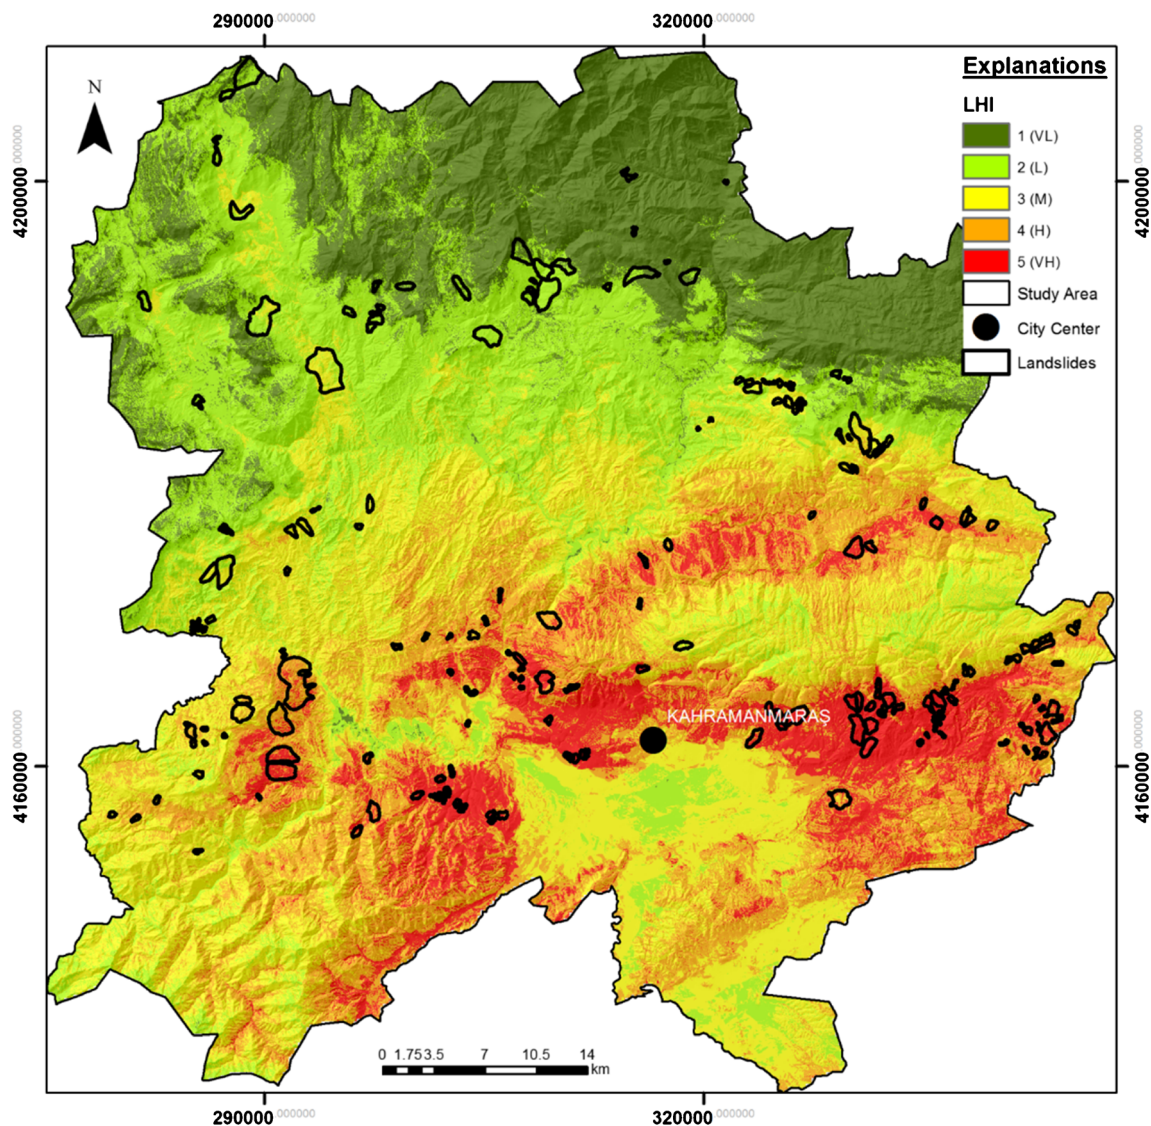 290000.000000 320000.000000
N
Explanations
LHI
1 (VL)
2 (L)
3 (M)
4 (H)
5 (VH)
Study Area
City Center
Landslides
4200000.000000 4200000.000000
KAHRAMANMARAŞ
4160000.000000 4160000.000000
0 1.75 3.5 7 10.5 14
km
290000.000000 320000.000000